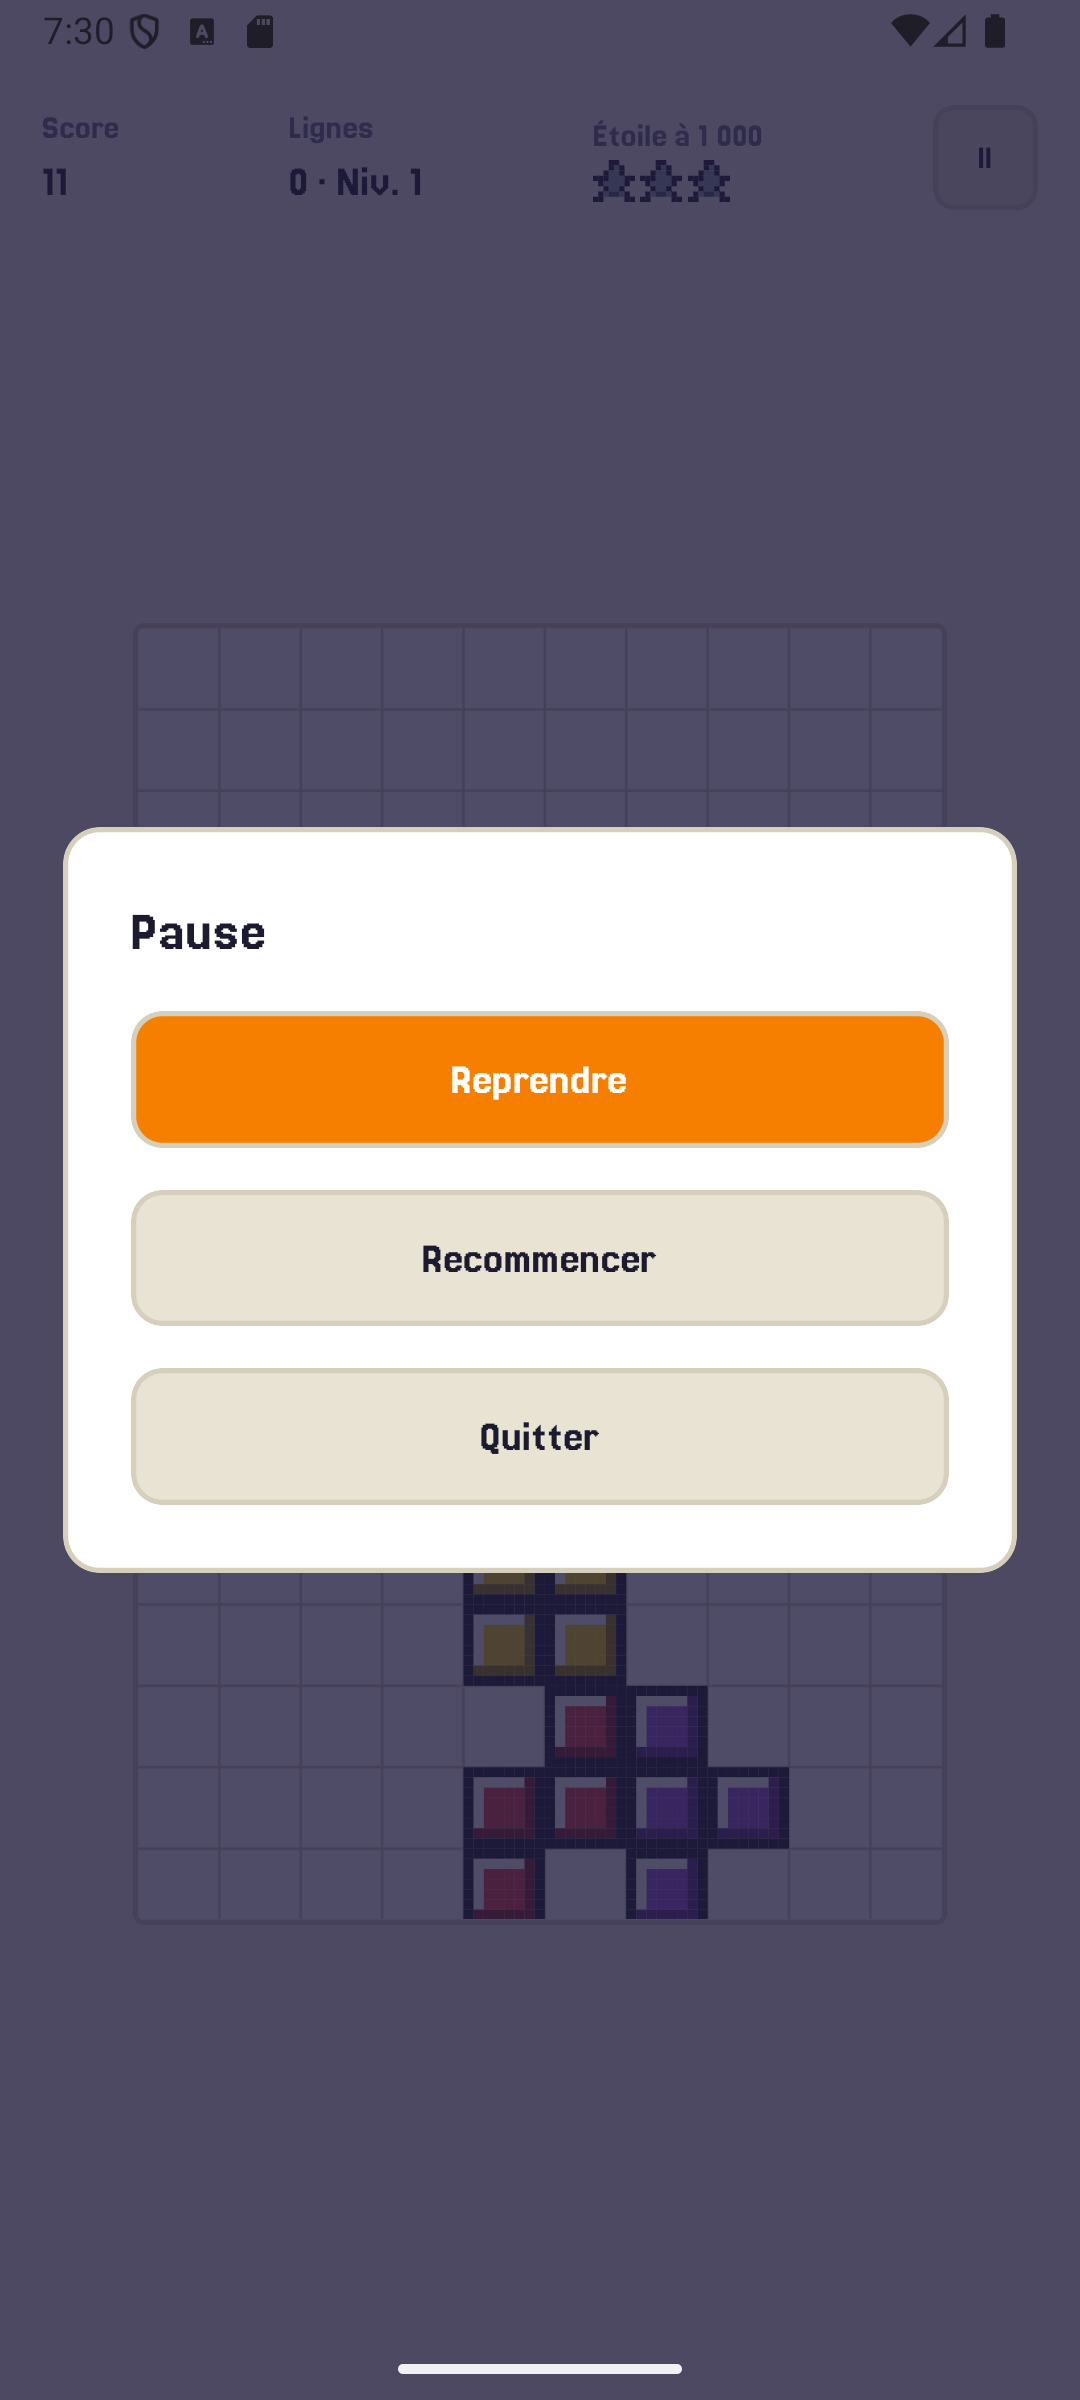 7:30
Score
Lignes
Étoile à 1 000
11
0 · Niv. 1
Pause
Reprendre
Recommencer
Quitter